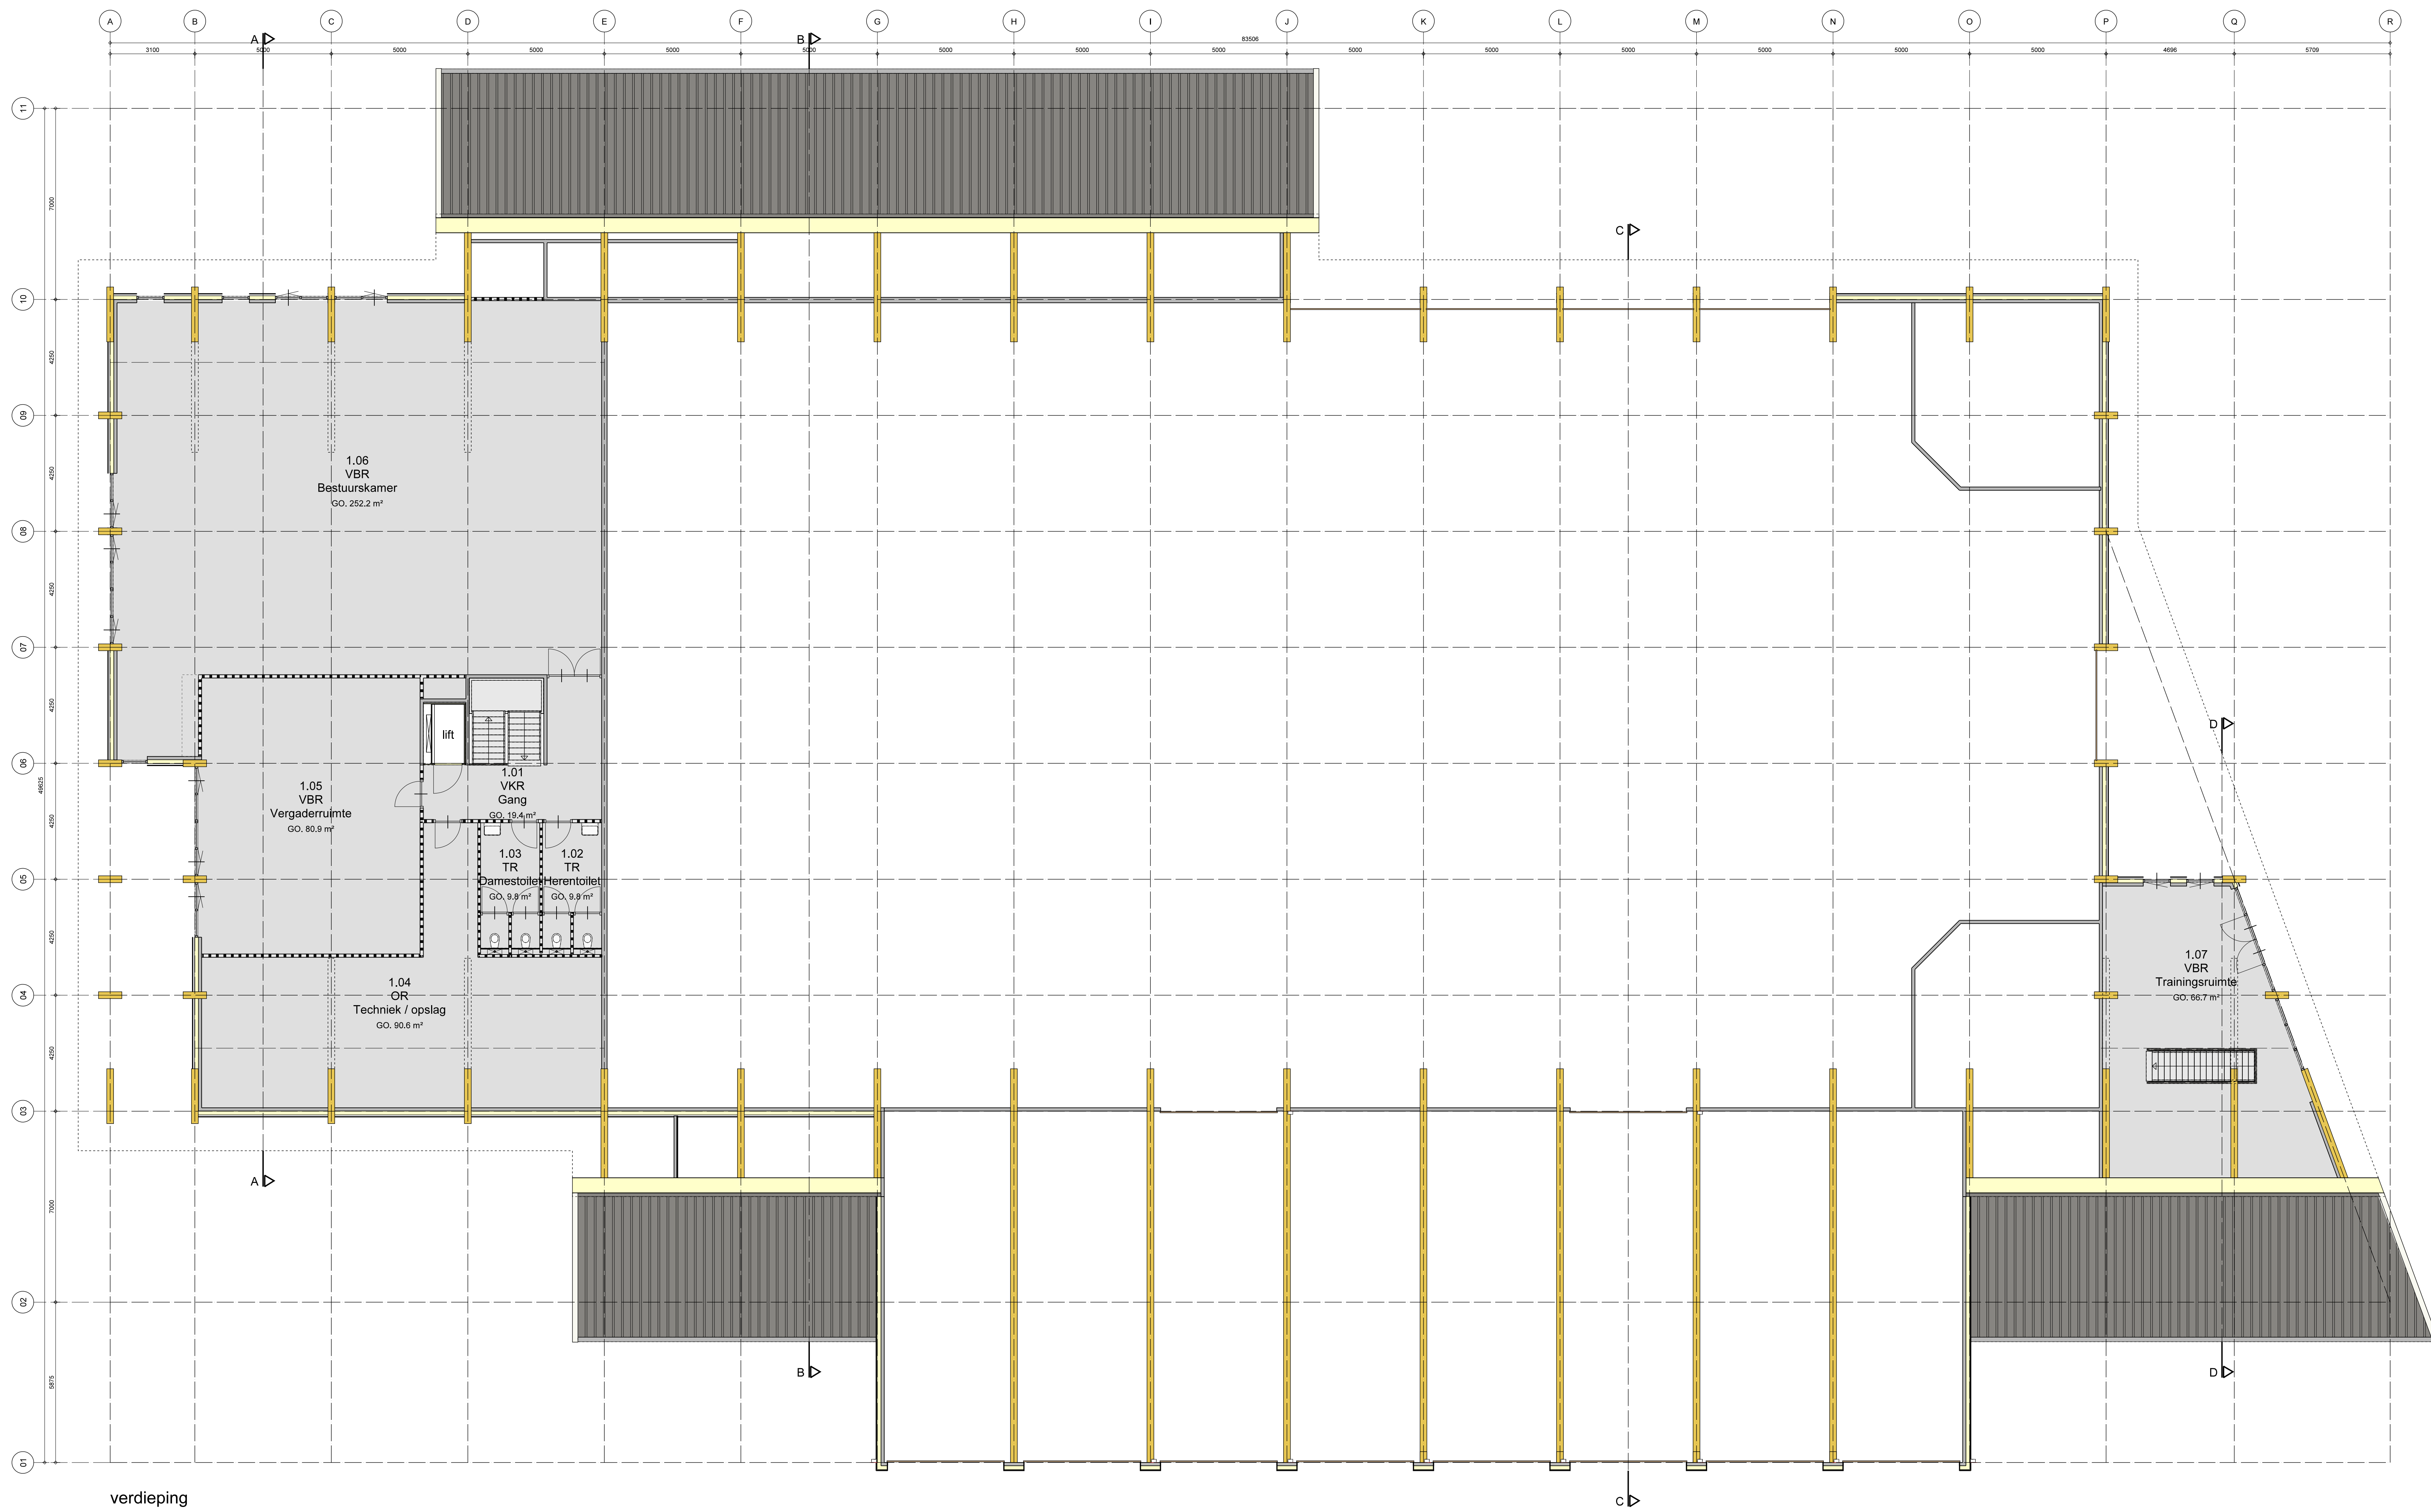 A B C D E F G H I J K L M N O P Q R
83506
3100 5000 5000 5000 5000 5000 5000 5000 5000 5000 5000 5000 5000 5000 5000 4696 5709
A
B
11
7000
C
10
4250
09
4250
1.06
VBR
Bestuurskamer
GO. 252.2 m²
08
4250
07
4250
D
lift
06
49625
1.01
VKR
Gang
GO. 19.4 m²
1.05
VBR
Vergaderruimte
GO. 80.9 m²
4250
1.03
TR
Damestoilet
GO. 9.8 m²
1.02
TR
Herentoilet
GO. 9.8 m²
05
4250
1.07
VBR
Trainingsruimte
GO. 66.7 m²
04
1.04
OR
Techniek / opslag
GO. 90.6 m²
4250
03
A
7000
02
B
D
5875
01
C
verdieping